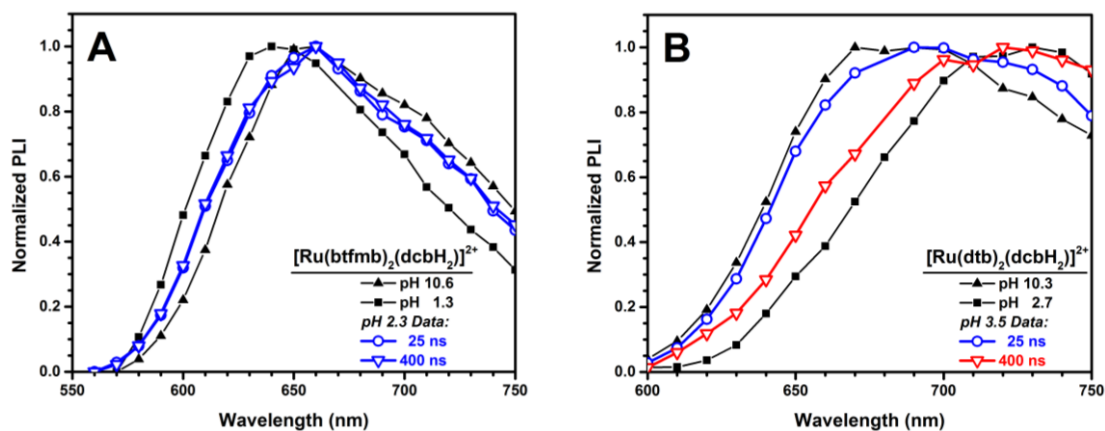 A
Normalized PLI
1.0
0.8
0.6
0.4
0.2
0.0
[Ru(btfmb)₂(dcbH₂)]²⁺
pH 10.6
pH 1.3
pH 2.3 Data:
25 ns
400 ns
550 600 650 700 750
Wavelength (nm)
B
Normalized PLI
1.0
0.8
0.6
0.4
0.2
0.0
[Ru(dtb)₂(dcbH₂)]²⁺
pH 10.3
pH 2.7
pH 3.5 Data:
25 ns
400 ns
600 650 700 750
Wavelength (nm)